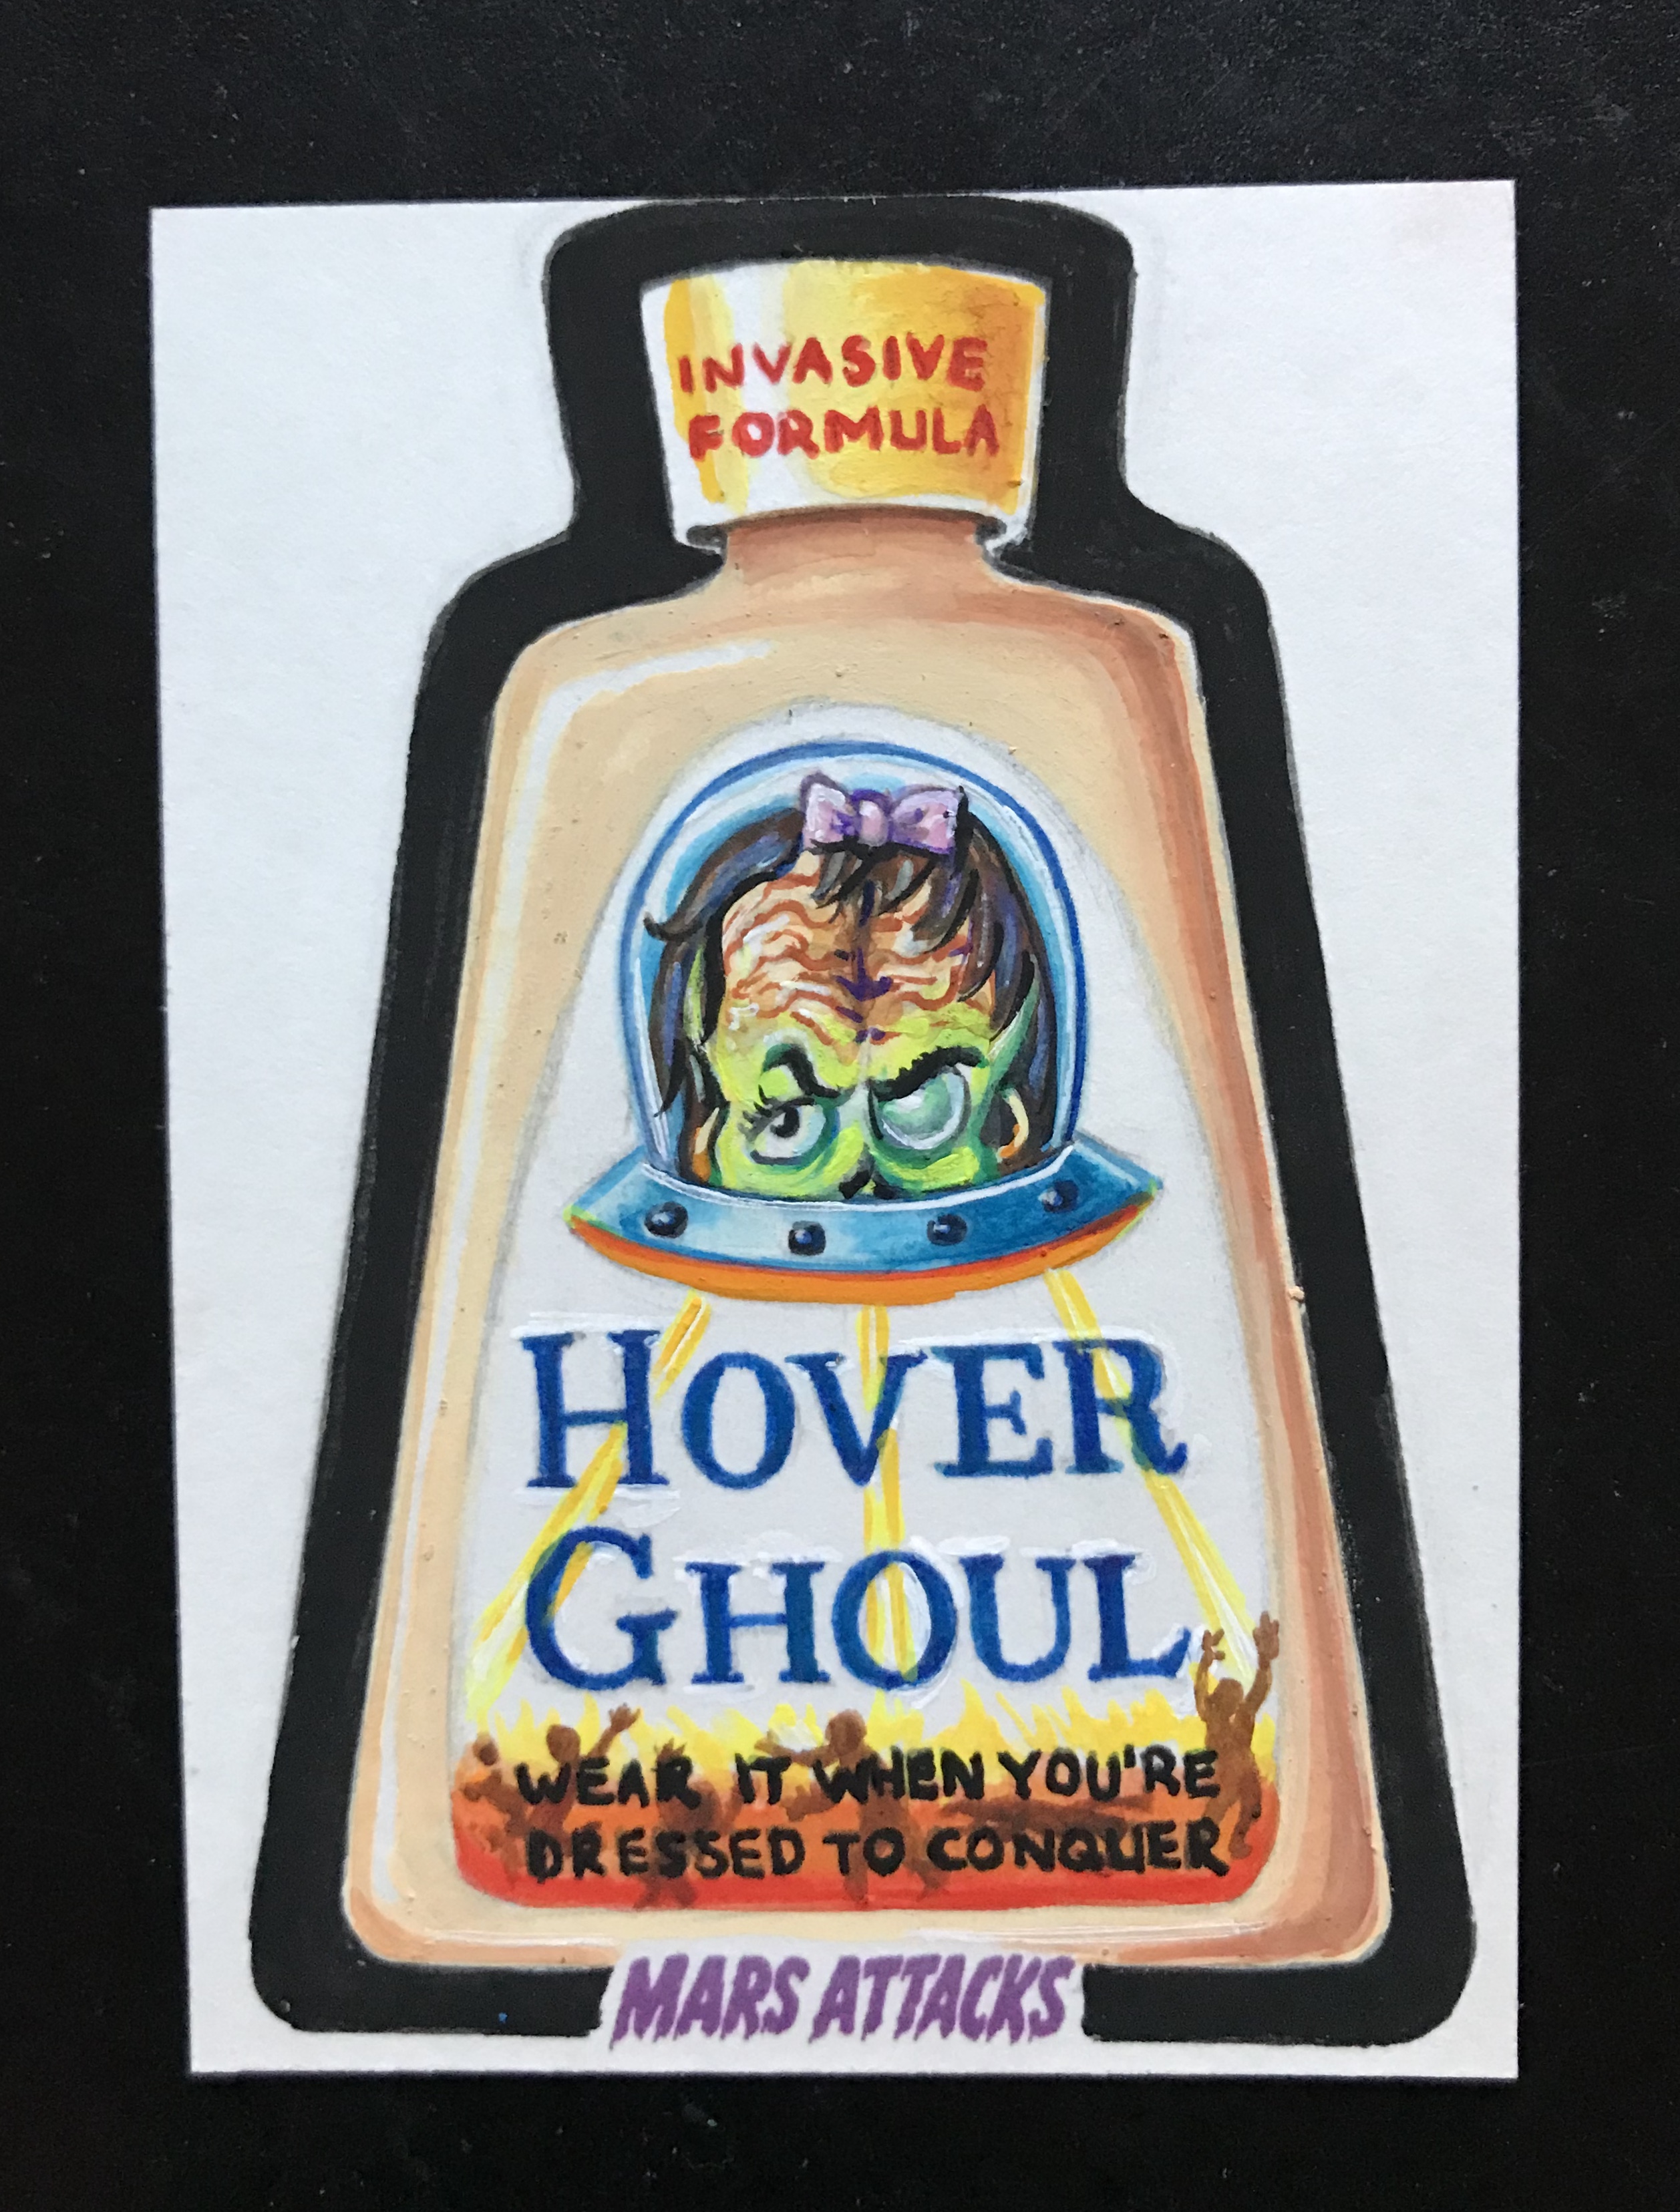 INVASIVE
FORMULA
HOVER
GHOUL
WEAR IT WHEN YOU'RE
DRESSED TO CONQUER
MARS ATTACKS